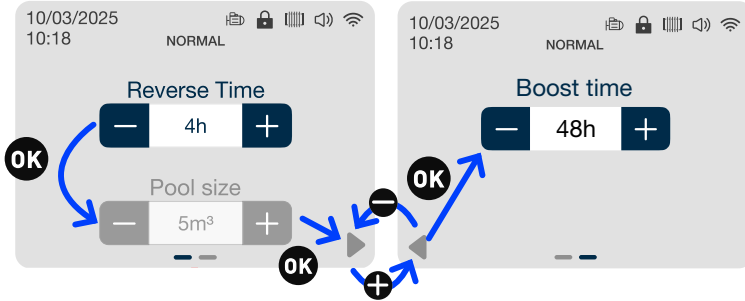 10/03/2025
10:18
NORMAL
Reverse Time
− 4h +
OK
Pool size
− 5m³ +
OK
−
+
10/03/2025
10:18
NORMAL
Boost time
− 48h +
OK